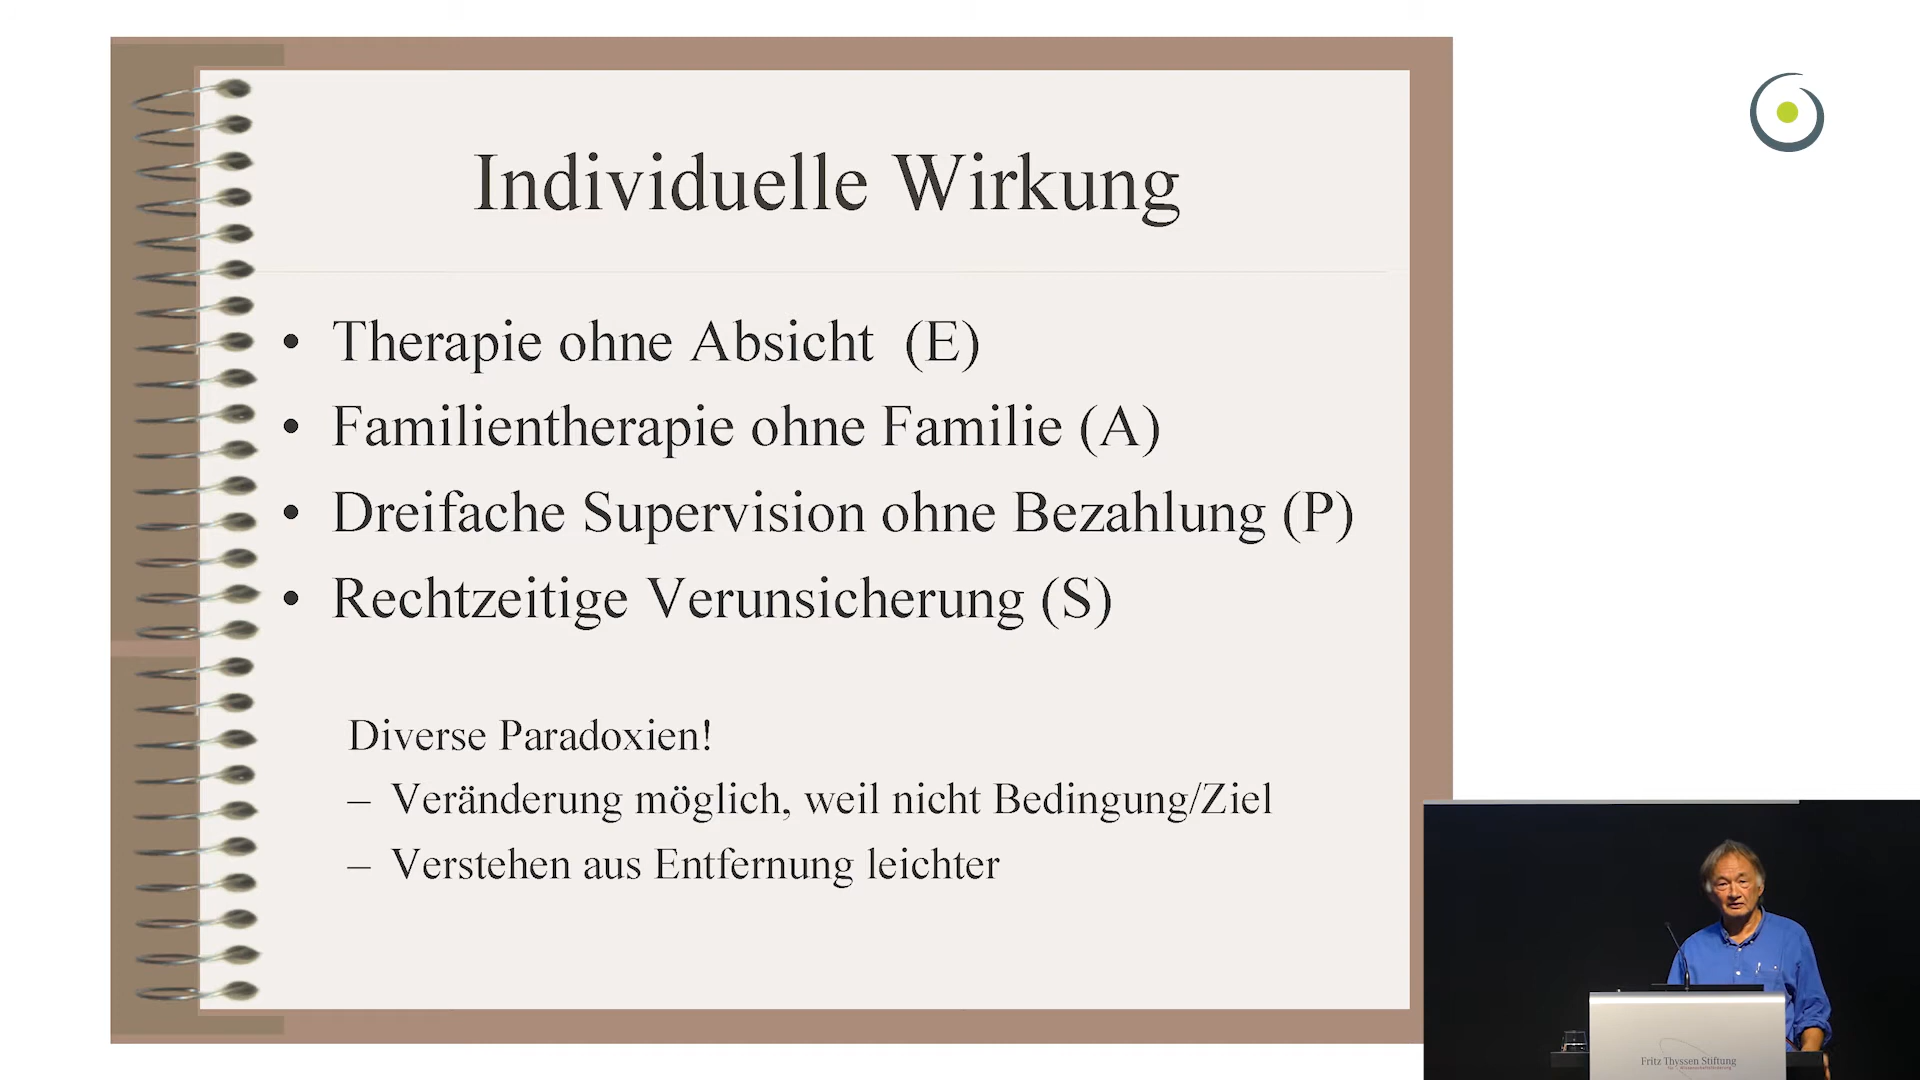 Individuelle Wirkung
• Therapie ohne Absicht (E)
• Familientherapie ohne Familie (A)
• Dreifache Supervision ohne Bezahlung (P)
• Rechtzeitige Verunsicherung (S)
Diverse Paradoxien!
– Veränderung möglich, weil nicht Bedingung/Ziel
– Verstehen aus Entfernung leichter
Fritz Thyssen Stiftung